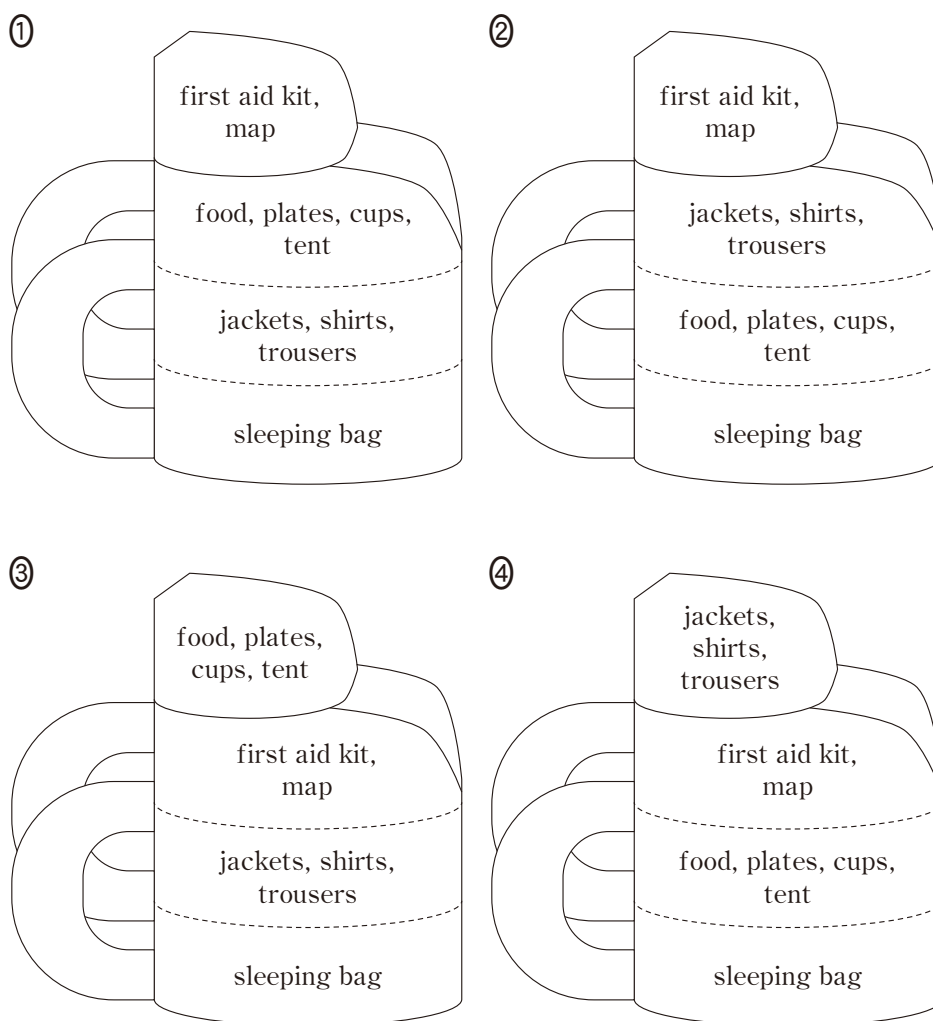 ①
first aid kit,
map
food, plates, cups,
tent
jackets, shirts,
trousers
sleeping bag
②
first aid kit,
map
jackets, shirts,
trousers
food, plates, cups,
tent
sleeping bag
③
food, plates,
cups, tent
first aid kit,
map
jackets, shirts,
trousers
sleeping bag
④
jackets,
shirts,
trousers
first aid kit,
map
food, plates, cups,
tent
sleeping bag